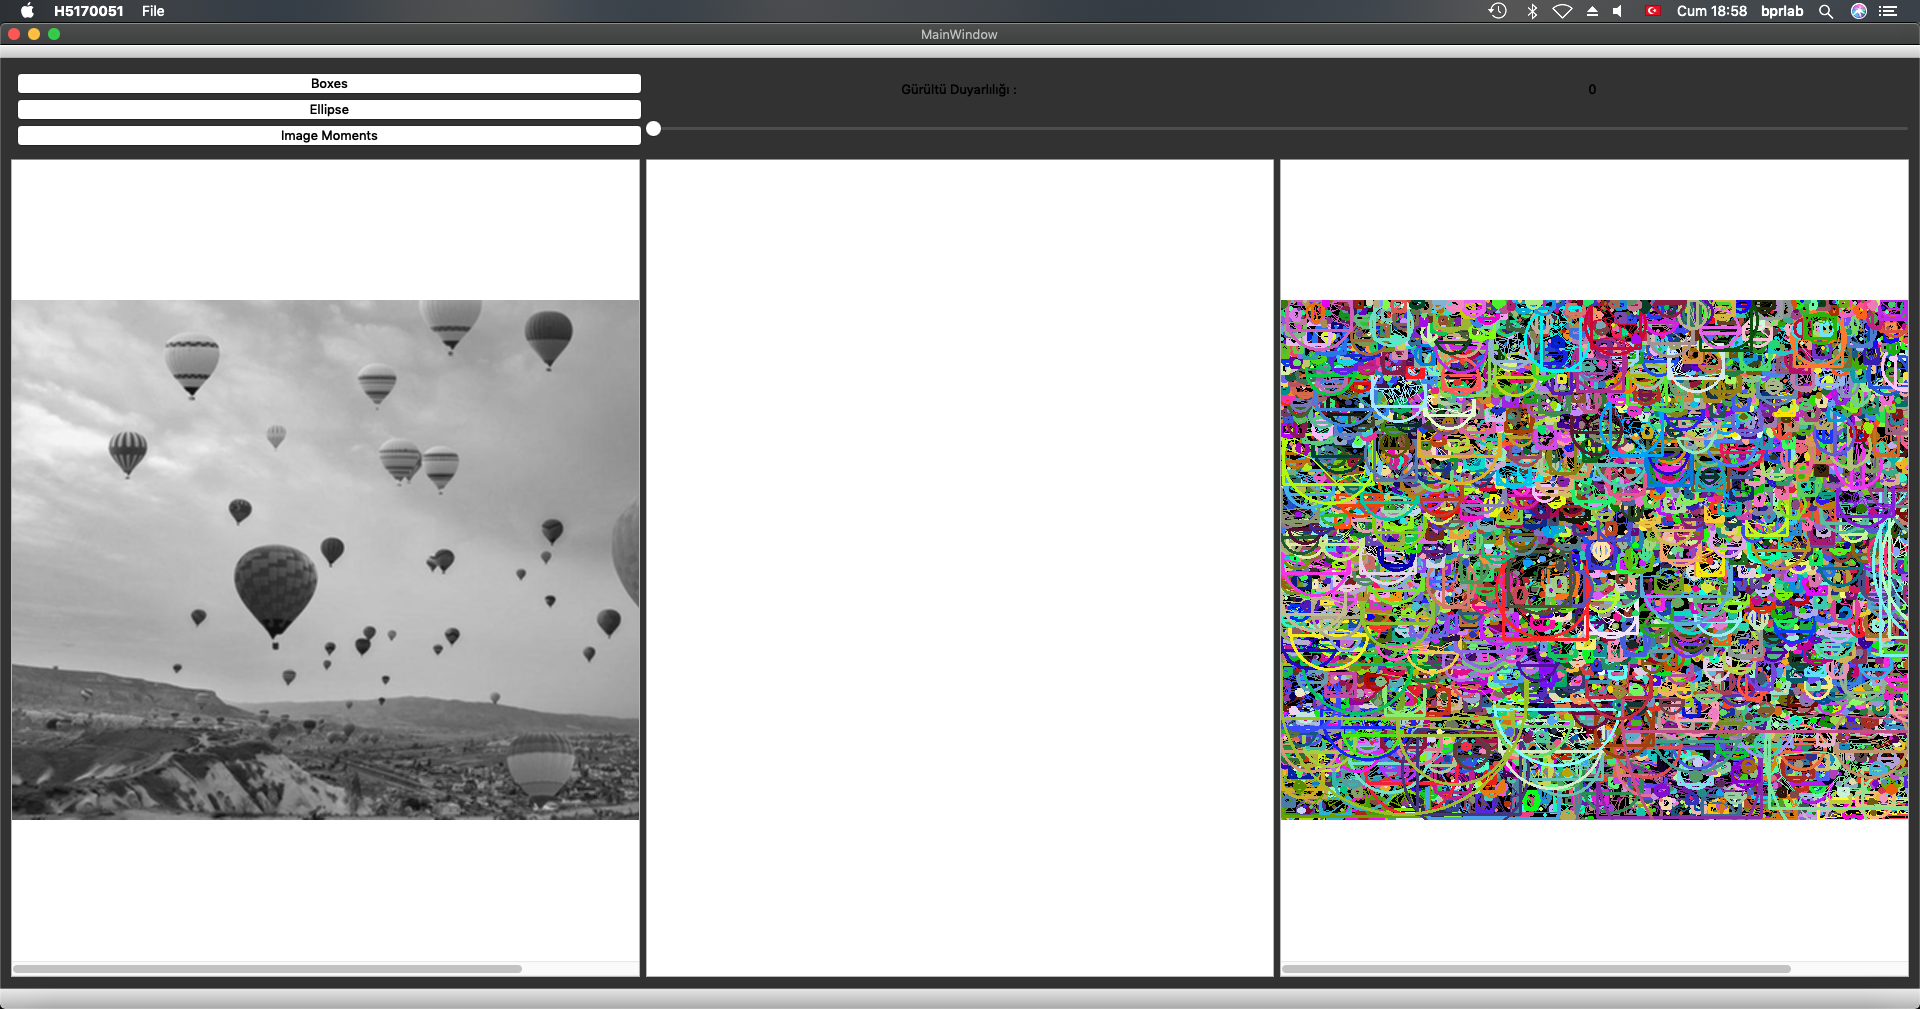 H5170051 File Cum 18:58 bprlab
MainWindow
Boxes
Ellipse
Image Moments
Gürültü Duyarlılığı : 0